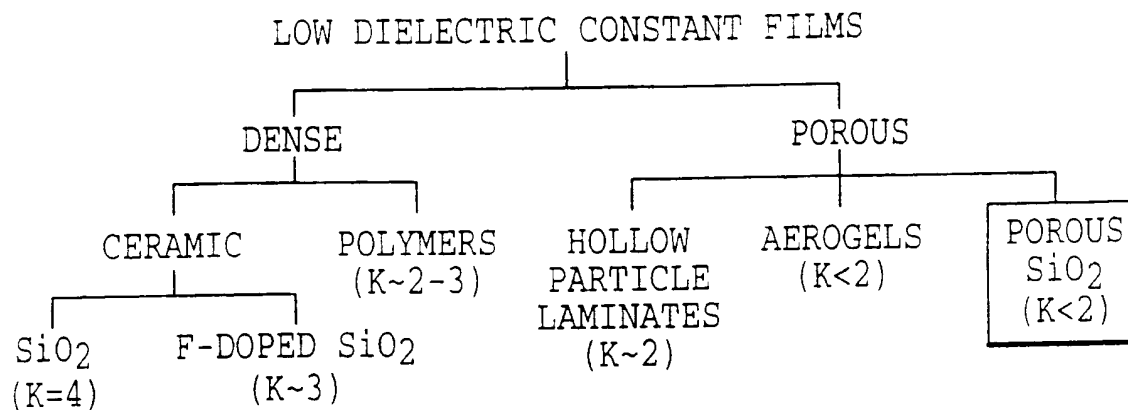 LOW DIELECTRIC CONSTANT FILMS
DENSE
POROUS
CERAMIC
POLYMERS
(K~2-3)
HOLLOW
PARTICLE
LAMINATES
(K~2)
AEROGELS
(K<2)
POROUS
SiO₂
(K<2)
SiO₂
(K=4)
F-DOPED SiO₂
(K~3)